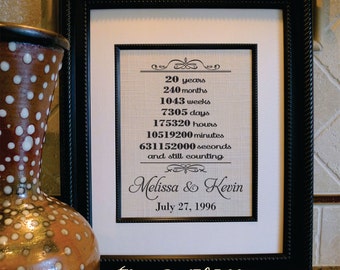 20 years
240 months
1043 weeks
7305 days
175320 hours
10519200 minutes
631152000 seconds
and still counting
Melissa & Kevin
July 27, 1996